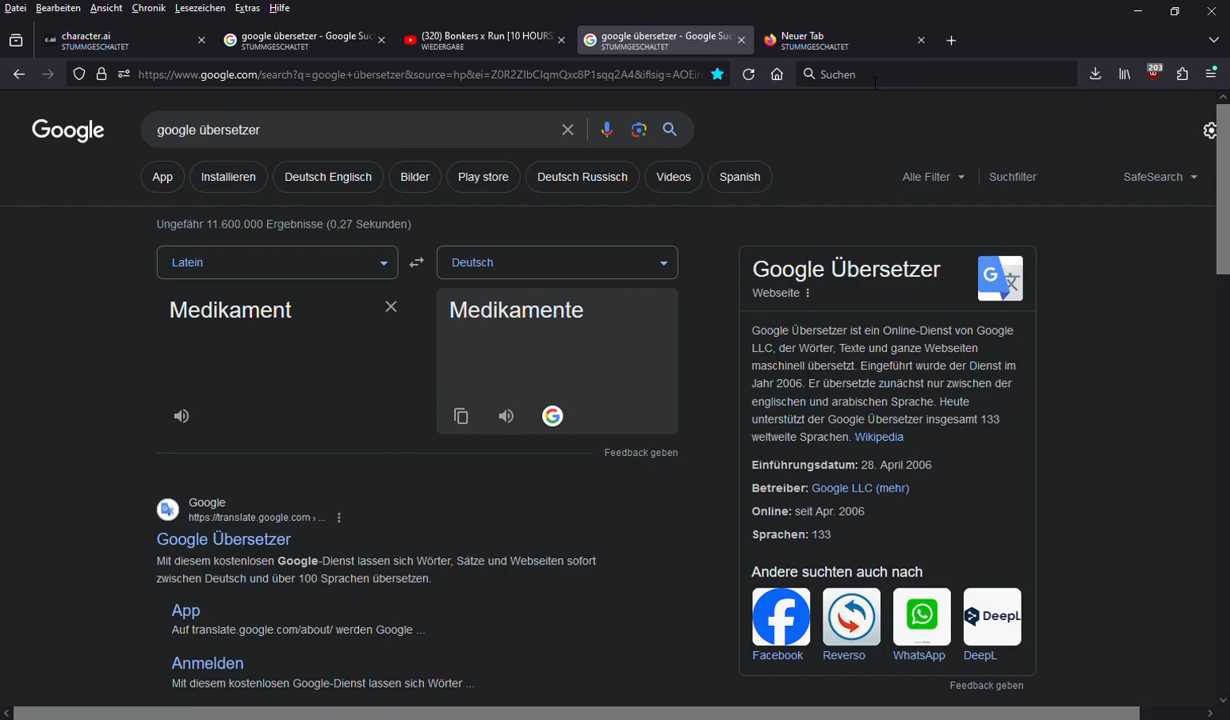 Datei Bearbeiten Ansicht Chronik Lesezeichen Extras Hilfe
c.ai character.ai STUMMGESCHALTET
google übersetzer - Google Suc STUMMGESCHALTET
(320) Bonkers x Run [10 HOURS WIEDERGABE
google übersetzer - Google Suc STUMMGESCHALTET
Neuer Tab STUMMGESCHALTET
https://www.google.com/search?q=google+übersetzer&source=hp&ei=Z0R2ZIbCIqmQxc8P1sqq2A4&iflsig=AOEir
Suchen
203
Google
google übersetzer
App Installieren Deutsch Englisch Bilder Play store Deutsch Russisch Videos Spanish
Alle Filter Suchfilter SafeSearch
Ungefähr 11.600.000 Ergebnisse (0,27 Sekunden)
Latein Deutsch
Medikament Medikamente
Feedback geben
Google
https://translate.google.com › ...
Google Übersetzer
Mit diesem kostenlosen Google-Dienst lassen sich Wörter, Sätze und Webseiten sofort
zwischen Deutsch und über 100 Sprachen übersetzen.
App
Auf translate.google.com/about/ werden Google ...
Anmelden
Mit diesem kostenlosen Google-Dienst lassen sich Wörter ...
Google Übersetzer
Webseite
G文
Google Übersetzer ist ein Online-Dienst von Google
LLC, der Wörter, Texte und ganze Webseiten
maschinell übersetzt. Eingeführt wurde der Dienst im
Jahr 2006. Er übersetzte zunächst nur zwischen der
englischen und arabischen Sprache. Heute
unterstützt der Google Übersetzer insgesamt 133
weltweite Sprachen. Wikipedia
Einführungsdatum: 28. April 2006
Betreiber: Google LLC (mehr)
Online: seit Apr. 2006
Sprachen: 133
Andere suchten auch nach
DeepL
Facebook Reverso WhatsApp DeepL
Feedback geben